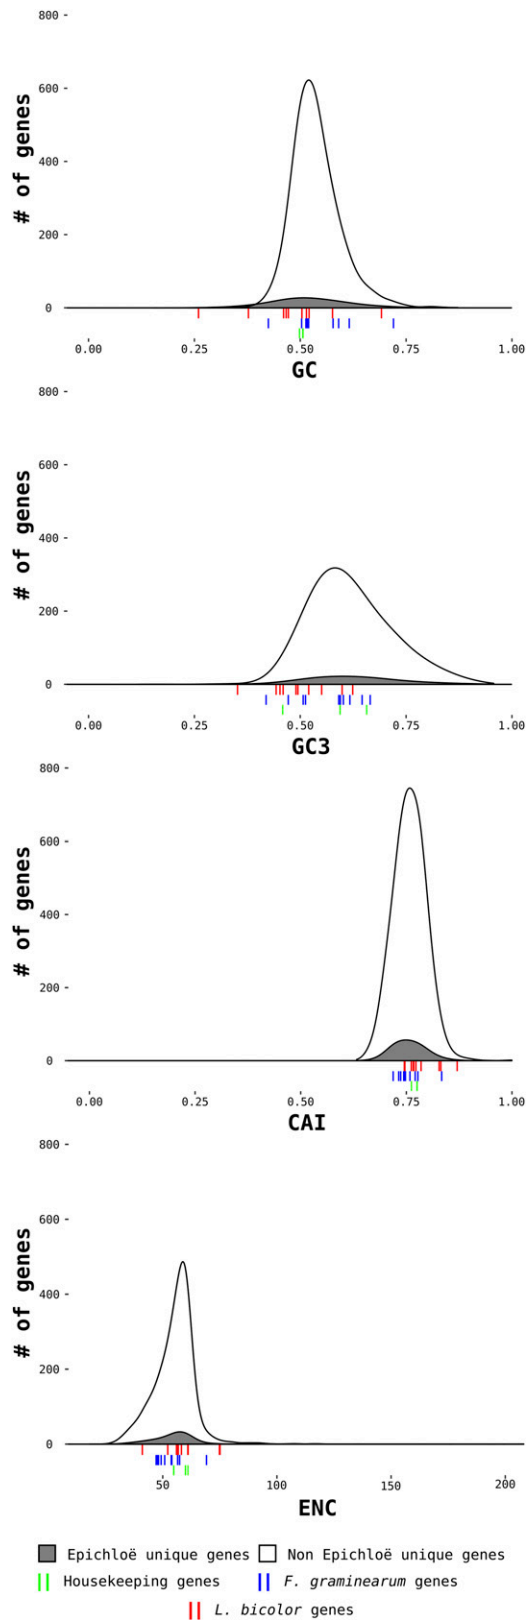 800
600
400
200
0
# of genes
0.00 0.25 0.50 0.75 1.00
GC
800
600
400
200
0
# of genes
0.00 0.25 0.50 0.75 1.00
GC3
800
600
400
200
0
# of genes
0.00 0.25 0.50 0.75 1.00
CAI
800
600
400
200
0
# of genes
50 100 150 200
ENC
Epichloë unique genes Non Epichloë unique genes
Housekeeping genes F. graminearum genes
L. bicolor genes